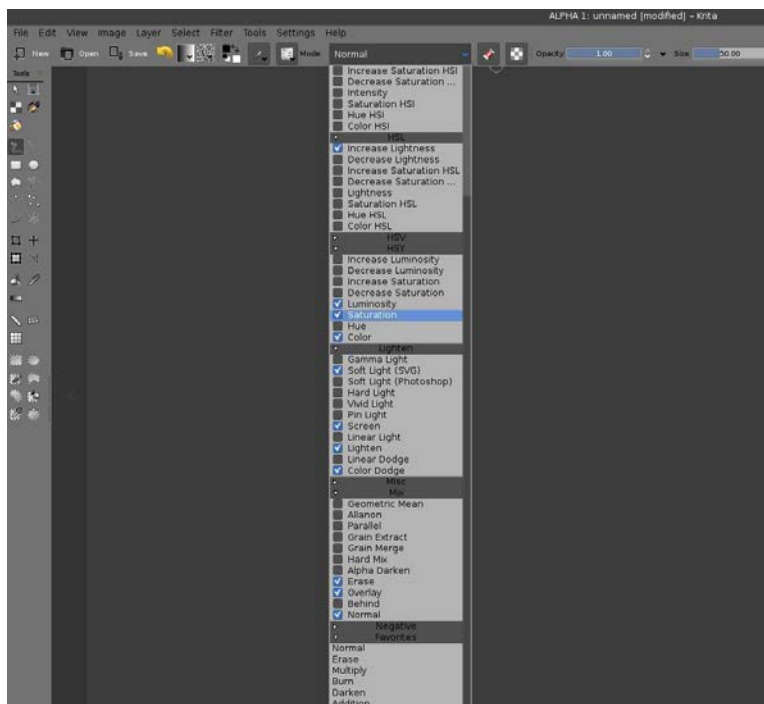 ALPHA 1: unnamed [modified] – Krita
File Edit View Image Layer Select Filter Tools Settings Help
New Open Save Mode: Normal Opacity: 1.00 Size: 50.00
Tools
Increase Saturation HSI
Decrease Saturation ...
Intensity
Saturation HSI
Hue HSI
Color HSI
HSL
Increase Lightness
Decrease Lightness
Increase Saturation HSL
Decrease Saturation ...
Lightness
Saturation HSL
Hue HSL
Color HSL
HSV
HSY
Increase Luminosity
Decrease Luminosity
Increase Saturation
Decrease Saturation
Luminosity
Saturation
Hue
Color
Lighten
Gamma Light
Soft Light (SVG)
Soft Light (Photoshop)
Hard Light
Vivid Light
Pin Light
Screen
Linear Light
Lighten
Linear Dodge
Color Dodge
Misc
Mix
Geometric Mean
Allanon
Parallel
Grain Extract
Grain Merge
Hard Mix
Alpha Darken
Erase
Overlay
Behind
Normal
Negative
Favorites
Normal
Erase
Multiply
Burn
Darken
Addition